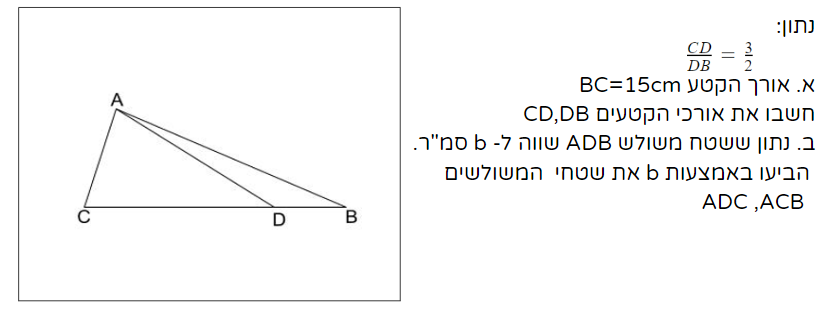 נתון:
CD/DB = 3/2
א. אורך הקטע BC=15cm
חשבו את אורכי הקטעים CD,DB
ב. נתון ששטח משולש ADB שווה ל- b סמ"ר.
הביעו באמצעות b את שטחי המשולשים
ADC ,ACB
A
C
D
B